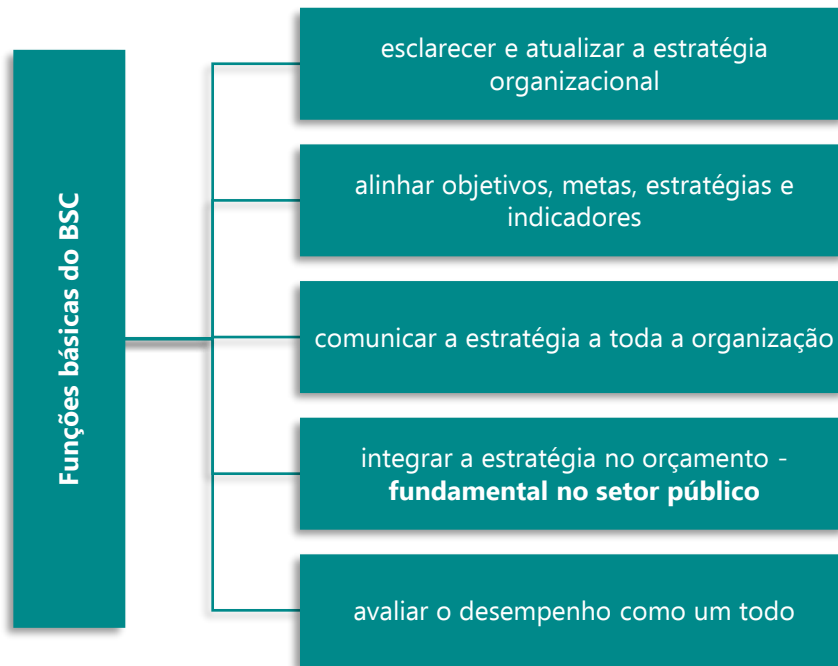 Funções básicas do BSC
esclarecer e atualizar a estratégia
organizacional
alinhar objetivos, metas, estratégias e
indicadores
comunicar a estratégia a toda a organização
integrar a estratégia no orçamento -
fundamental no setor público
avaliar o desempenho como um todo